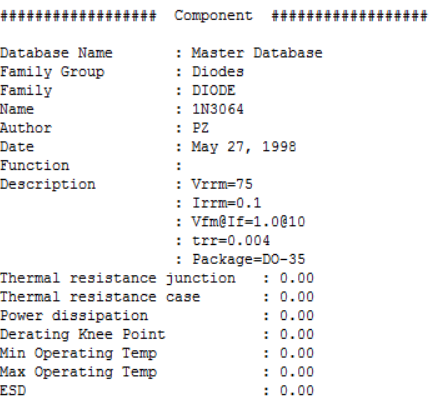 ################## Component ##################
Database Name : Master Database
Family Group : Diodes
Family : DIODE
Name : 1N3064
Author : PZ
Date : May 27, 1998
Function :
Description : Vrrm=75
: Irrm=0.1
: Vfm@If=1.0@10
: trr=0.004
: Package=DO-35
Thermal resistance junction : 0.00
Thermal resistance case : 0.00
Power dissipation : 0.00
Derating Knee Point : 0.00
Min Operating Temp : 0.00
Max Operating Temp : 0.00
ESD : 0.00